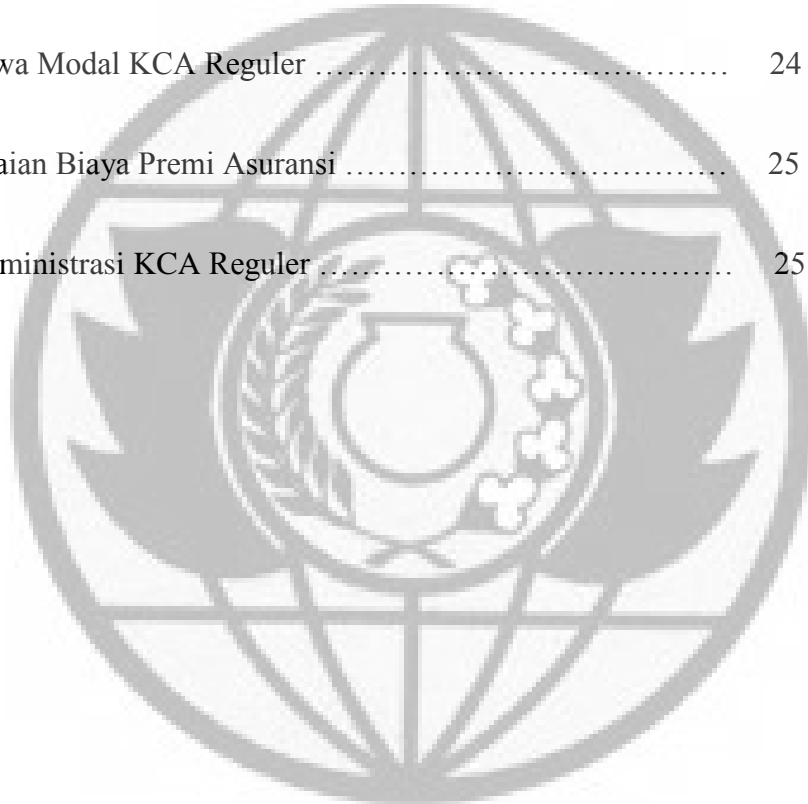 wa Modal KCA Reguler ………………………………… 24
aian Biaya Premi Asuransi ……………………………… 25
ministrasi KCA Reguler ………………………………… 25